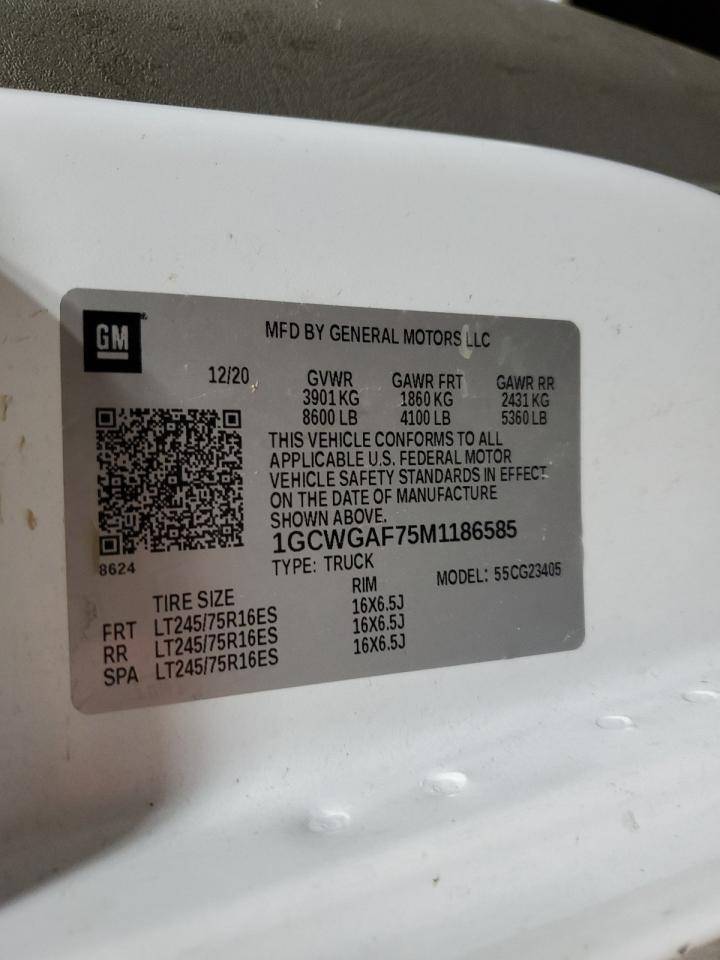 GM
MFD BY GENERAL MOTORS LLC
12/20 GVWR GAWR FRT GAWR RR
3901 KG 1860 KG 2431 KG
8600 LB 4100 LB 5360 LB
THIS VEHICLE CONFORMS TO ALL
APPLICABLE U.S. FEDERAL MOTOR
VEHICLE SAFETY STANDARDS IN EFFECT
ON THE DATE OF MANUFACTURE
SHOWN ABOVE.
1GCWGAF75M1186585
8624
TYPE: TRUCK MODEL: 55CG23405
TIRE SIZE RIM
FRT LT245/75R16ES 16X6.5J
RR LT245/75R16ES 16X6.5J
SPA LT245/75R16ES 16X6.5J